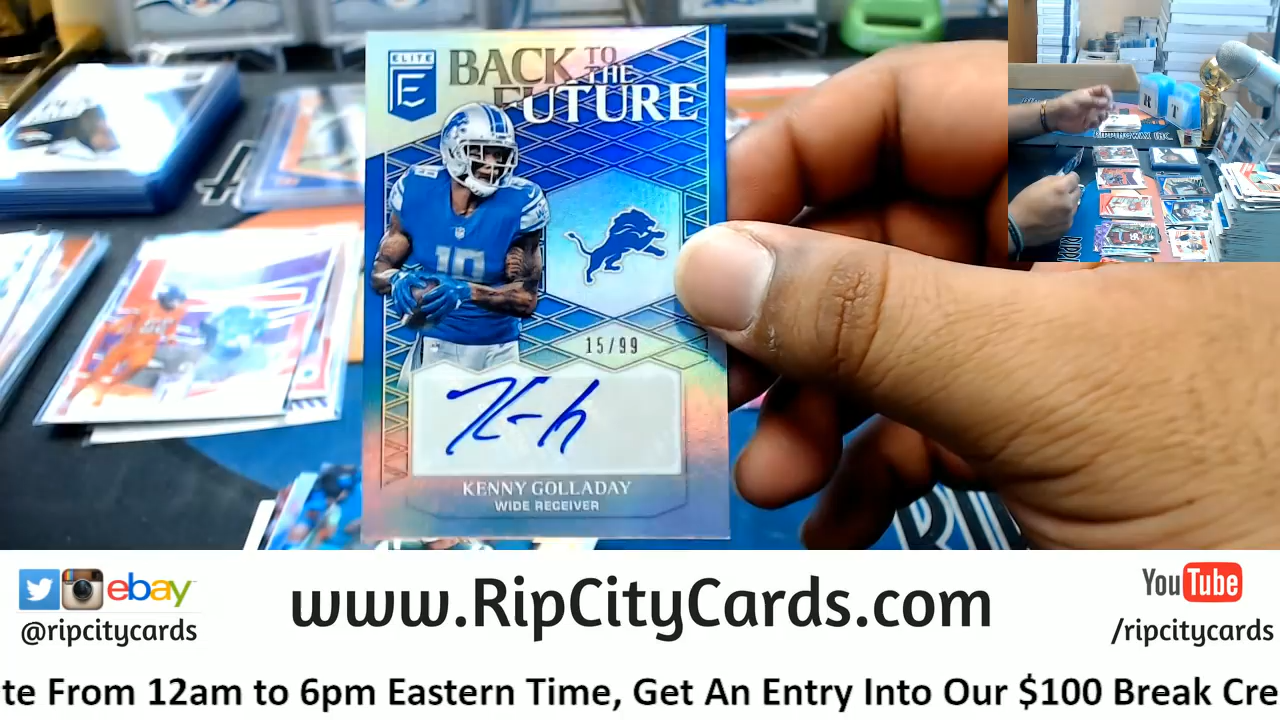 ELITE
E
BACK TO
THE
FUTURE
19
15/99
KENNY GOLLADAY
WIDE RECEIVER
ebay
@ripcitycards
www.RipCityCards.com
YouTube
/ripcitycards
te From 12am to 6pm Eastern Time, Get An Entry Into Our $100 Break Cre